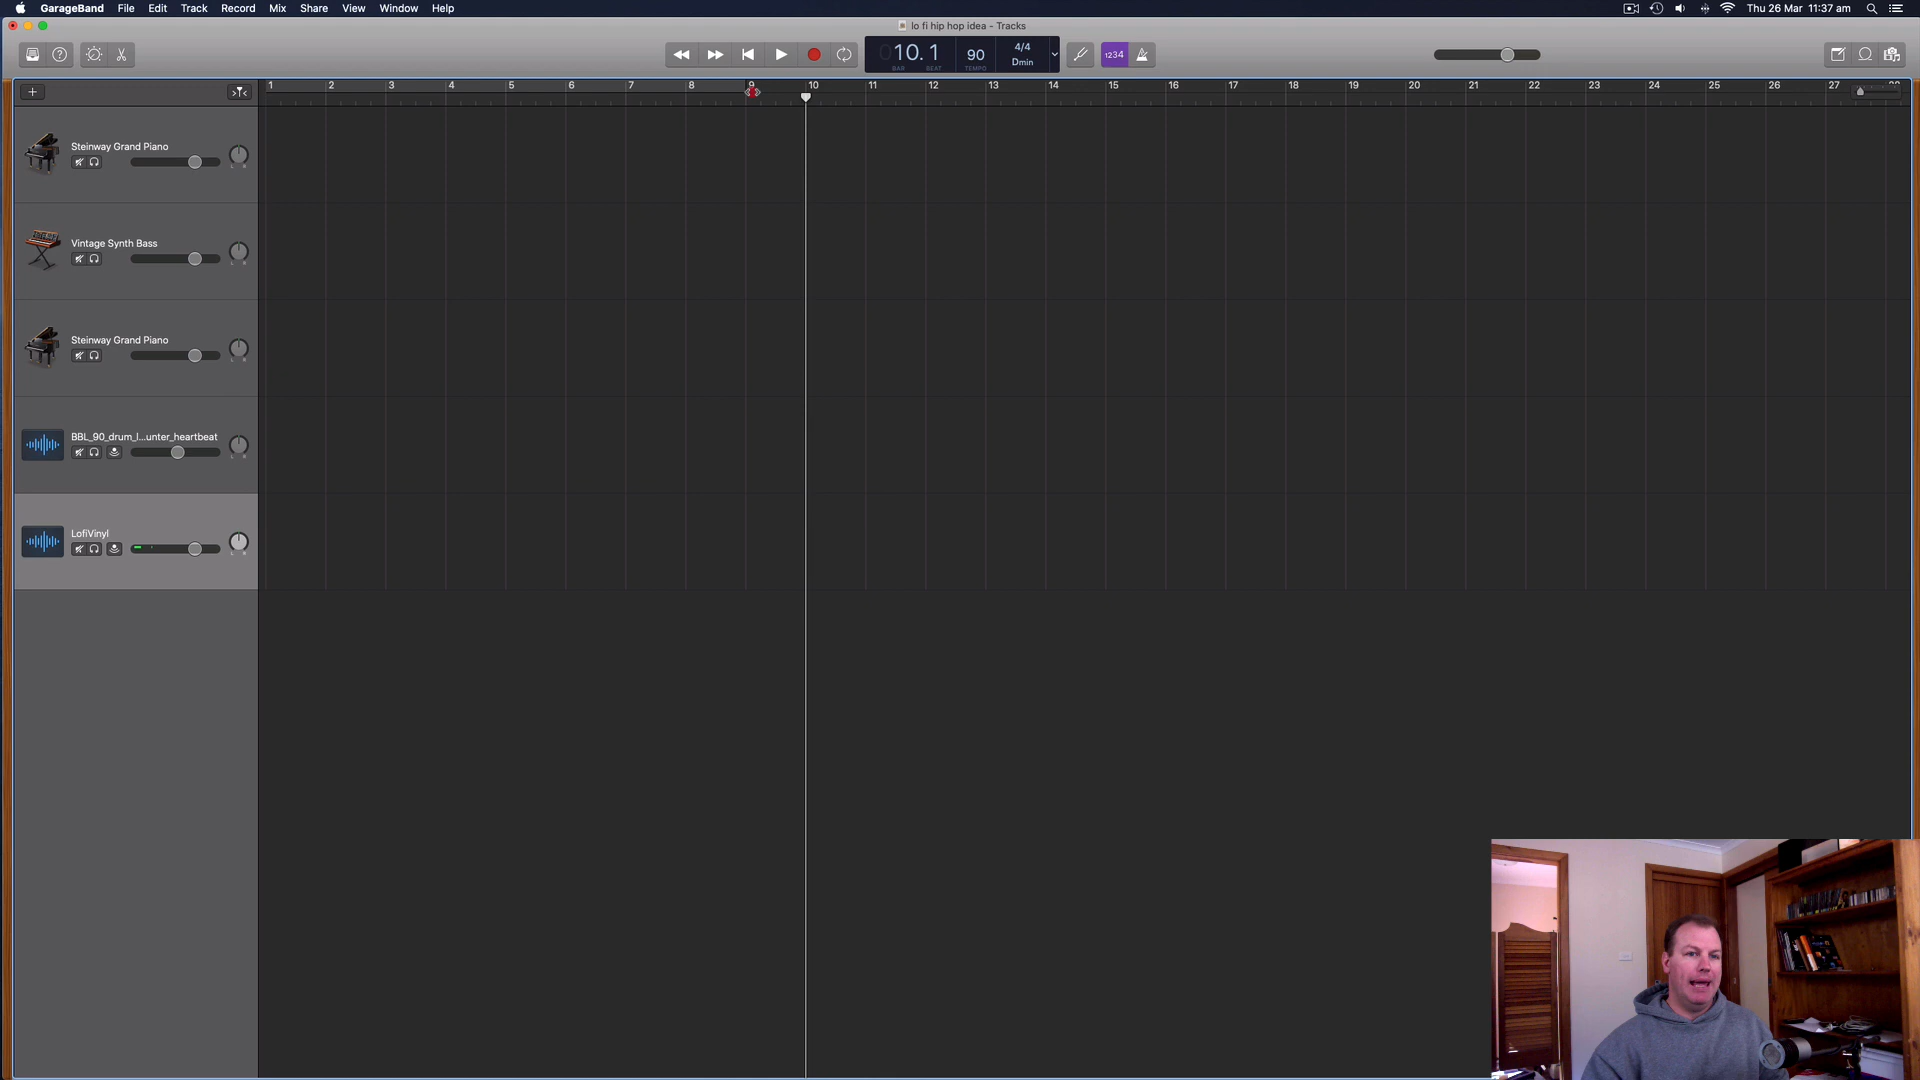 GarageBand File Edit Track Record Mix Share View Window Help
Thu 26 Mar 11:37 am
lo fi hip hop idea - Tracks
10. 1
BAR BEAT
90
TEMPO
4/4
Dmin
1234
1 2 3 4 5 6 7 8 9 10 11 12 13 14 15 16 17 18 19 20 21 22 23 24 25 26 27
Steinway Grand Piano
L R
Vintage Synth Bass
L R
Steinway Grand Piano
L R
BBL_90_drum_l...unter_heartbeat
L R
LofiVinyl
L R